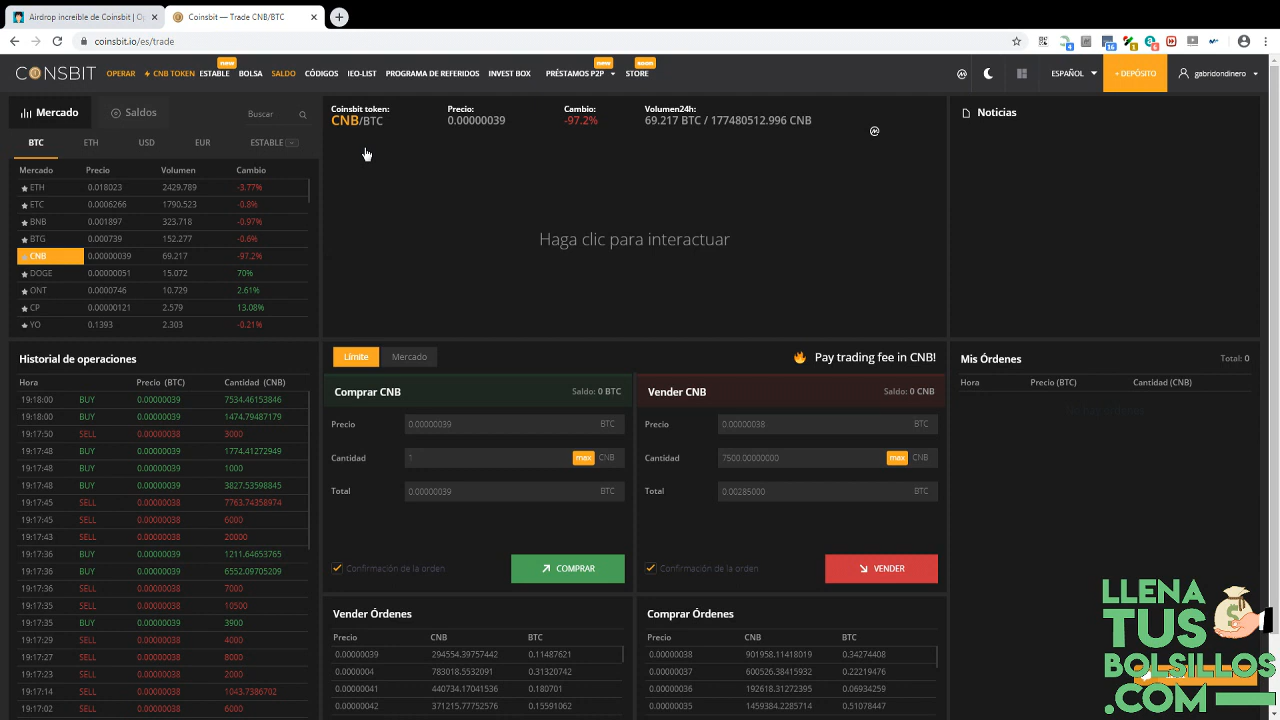 Airdrop increíble de Coinsbit | O
Coinsbit — Trade CNB/BTC
coinsbit.io/es/trade
4 16 1 6
COINSBIT
OPERAR
CNB TOKEN
new
ESTABLE
BOLSA
SALDO
CÓDIGOS
IEO-LIST
PROGRAMA DE REFERIDOS
INVEST BOX
new
PRÉSTAMOS P2P
soon
STORE
ESPAÑOL
+ DEPÓSITO
gabridondinero
Mercado
Saldos
Buscar
BTC ETH USD EUR ESTABLE
Mercado Precio Volumen Cambio
ETH 0.018023 2429.789 -3.77%
ETC 0.0006266 1790.523 -0.8%
BNB 0.001897 323.718 -0.97%
BTG 0.000739 152.277 -0.6%
CNB 0.00000039 69.217 -97.2%
DOGE 0.00000051 15.072 70%
ONT 0.0000746 10.729 2.61%
CP 0.00000121 2.579 13.08%
YO 0.1393 2.303 -0.21%
Coinsbit token: Precio: Cambio: Volumen24h:
CNB/BTC 0.00000039 -97.2% 69.217 BTC / 177480512.996 CNB
Haga clic para interactuar
Noticias
Historial de operaciones
Hora Precio (BTC) Cantidad (CNB)
19:18:00 BUY 0.00000039 7534.46153846
19:18:00 BUY 0.00000039 1474.79487179
19:17:50 SELL 0.00000038 3000
19:17:48 BUY 0.00000039 1774.41272949
19:17:48 BUY 0.00000039 1000
19:17:48 BUY 0.00000039 3827.53598845
19:17:45 SELL 0.00000038 7763.74358974
19:17:45 SELL 0.00000038 6000
19:17:43 SELL 0.00000038 20000
19:17:36 BUY 0.00000039 1211.64653765
19:17:36 BUY 0.00000039 6552.09705209
19:17:36 SELL 0.00000038 7000
19:17:35 SELL 0.00000038 10500
19:17:35 BUY 0.00000039 3900
19:17:29 SELL 0.00000038 4000
19:17:27 SELL 0.00000038 8000
19:17:23 SELL 0.00000038 2000
19:17:14 SELL 0.00000038 1043.7386702
19:17:02 SELL 0.00000038 6000
Límite
Mercado
Pay trading fee in CNB!
Comprar CNB Saldo: 0 BTC
Precio 0.00000039 BTC
Cantidad 1 max CNB
Total 0.00000039 BTC
Confirmación de la orden
COMPRAR
Vender CNB Saldo: 0 CNB
Precio 0.00000038 BTC
Cantidad 7500.00000000 max CNB
Total 0.00285000 BTC
Confirmación de la orden
VENDER
Mis Órdenes Total: 0
Hora Precio (BTC) Cantidad (CNB)
Vender Órdenes
Precio CNB BTC
0.00000039 294554.39757442 0.11487621
0.0000004 783018.5532091 0.31320742
0.00000041 440734.17041536 0.180701
0.00000042 371215.77752576 0.15591062
Comprar Órdenes
Precio CNB BTC
0.00000038 901958.11418019 0.34274408
0.00000037 600526.38415932 0.22219476
0.00000036 192618.31272395 0.06934259
0.00000035 1459384.2285714 0.51078447
LLENA
TUS
BOLSILLOS
.COM